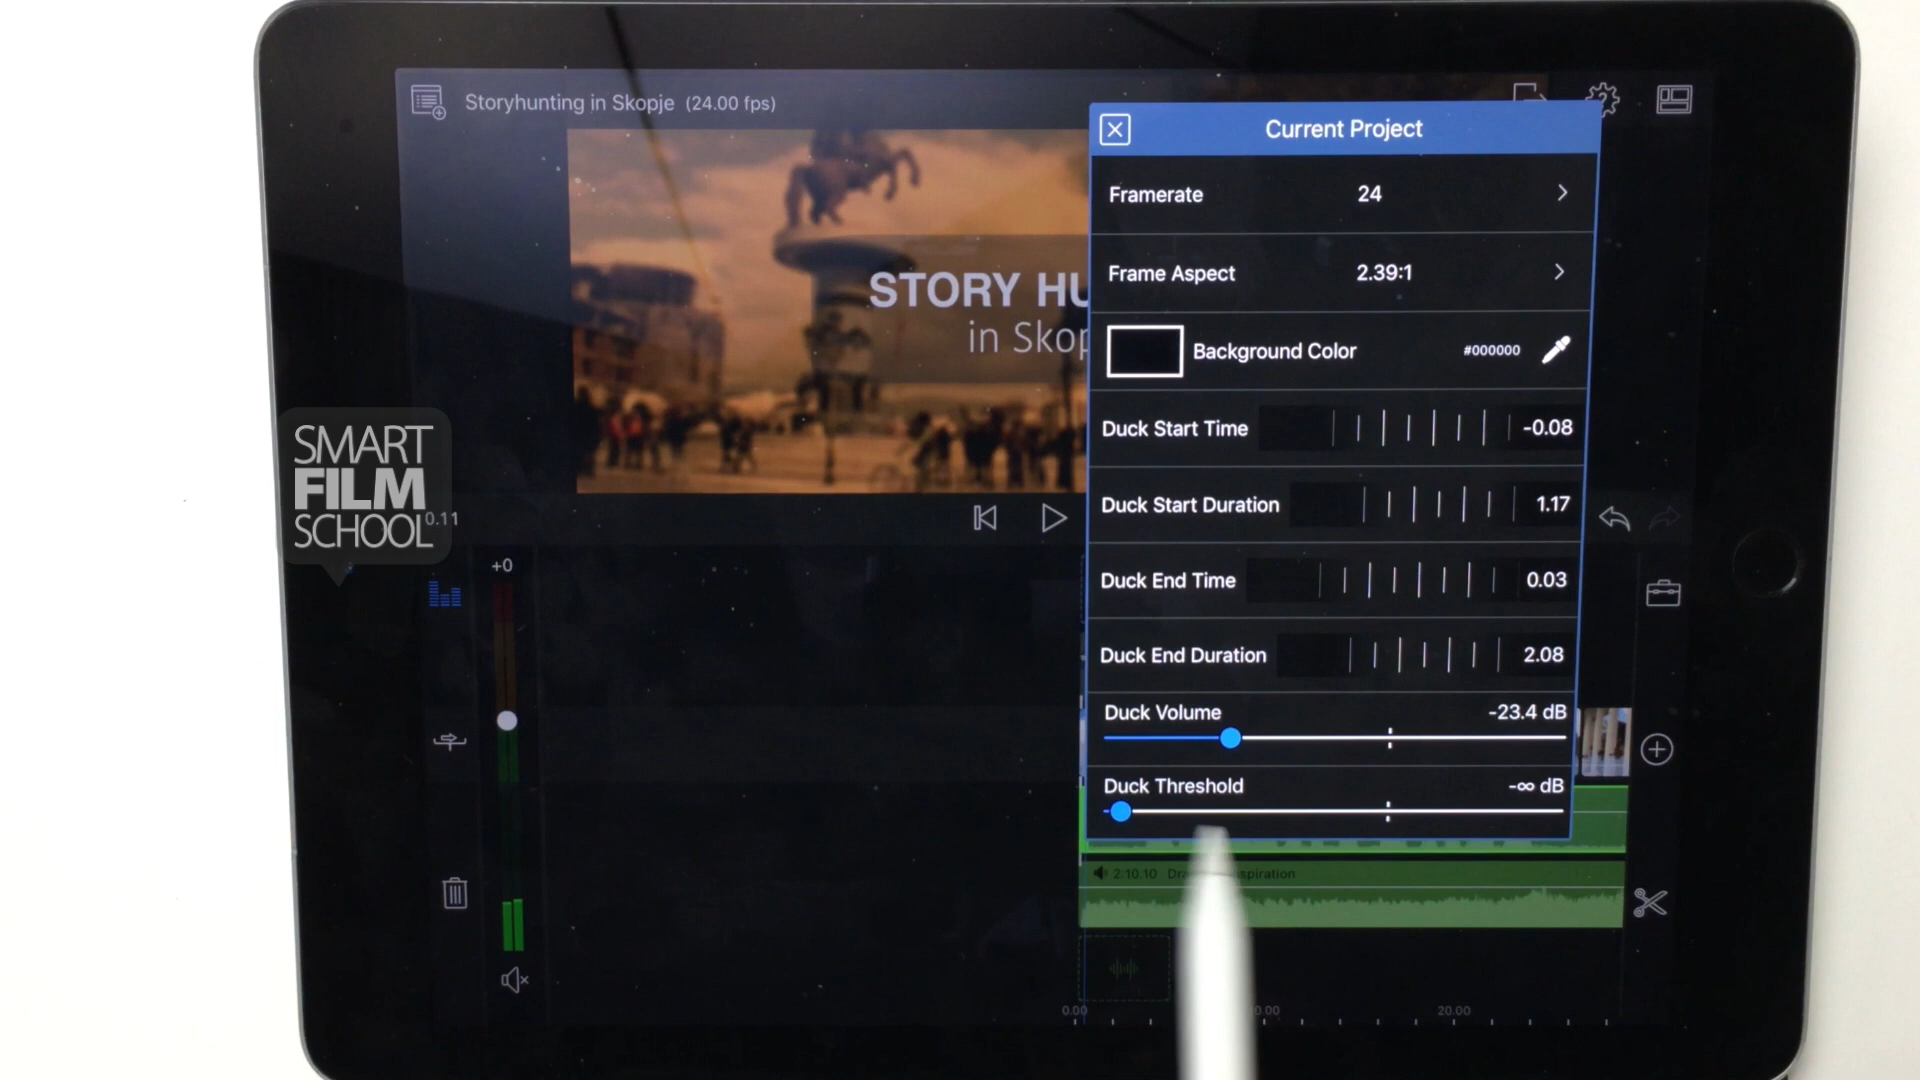 Storyhunting in Skopje (24.00 fps)
Current Project
Framerate 24
Frame Aspect 2.39:1
STORY HU
in Skop
Background Color #000000
Duck Start Time -0.08
SMART
FILM
SCHOOL
0.11
Duck Start Duration 1.17
+0
Duck End Time 0.03
Duck End Duration 2.08
Duck Volume -23.4 dB
Duck Threshold -∞ dB
2:10.10 Dra spiration
0.00 0.00 20.00